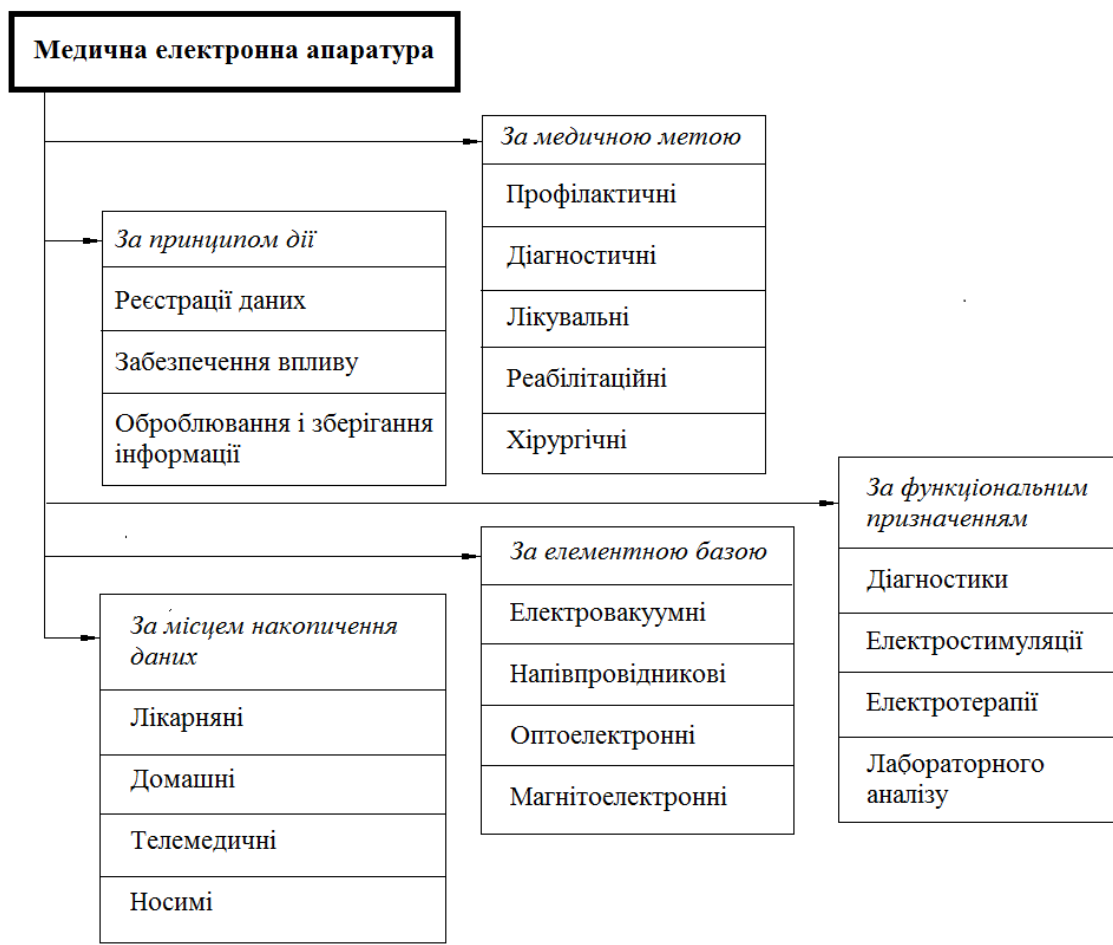 Медична електронна апаратура
За медичною метою
Профілактичні
Діагностичні
Лікувальні
Реабілітаційні
Хірургічні
За принципом дії
Реєстрації даних
Забезпечення впливу
Оброблювання і зберігання
інформації
За функціональним
призначенням
Діагностики
Електростимуляції
Електротерапії
Лабораторного
аналізу
За елементною базою
Електровакуумні
Напівпровідникові
Оптоелектронні
Магнітоелектронні
За місцем накопичення
даних
Лікарняні
Домашні
Телемедичні
Носимі